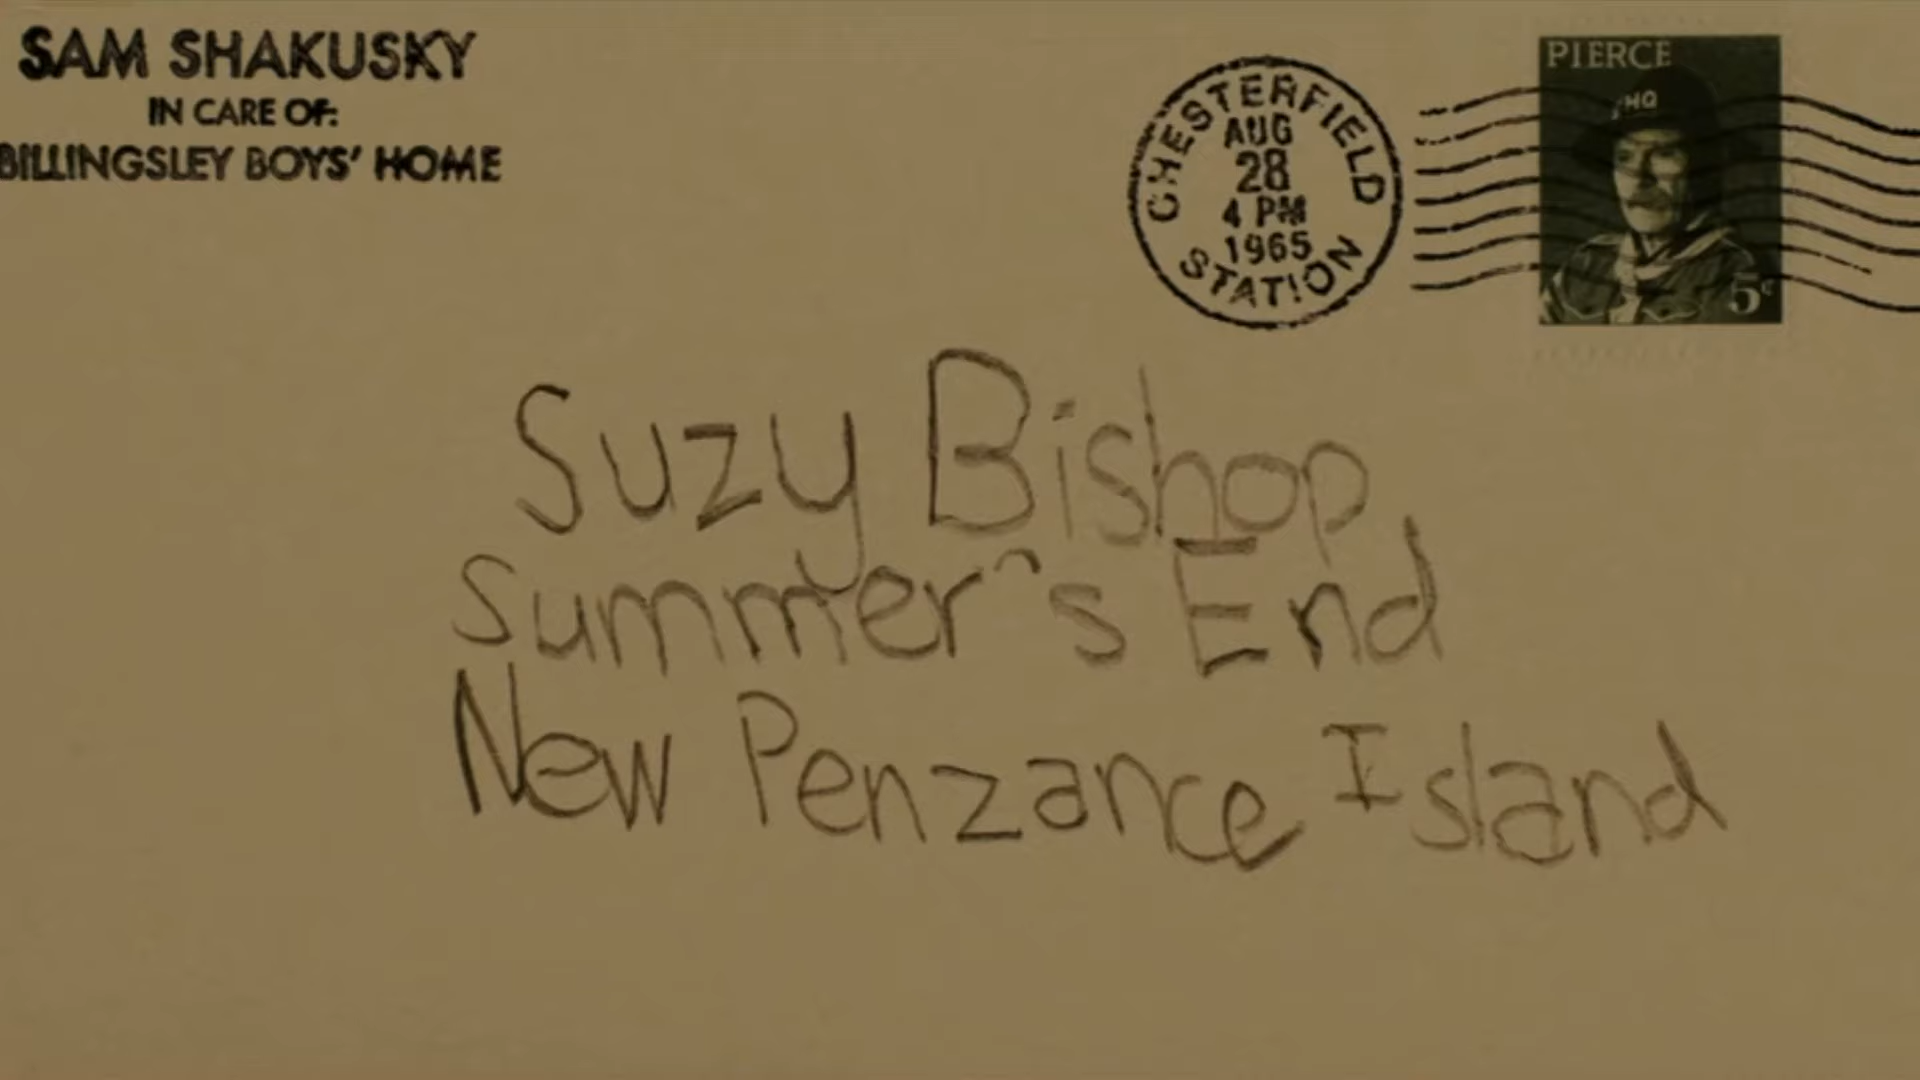 SAM SHAKUSKY
IN CARE OF:
BILLINGSLEY BOYS' HOME
CHESTERFIELD
AUG
28
4 PM
1965
STATION
PIERCE
HQ
5¢
Suzy Bishop
Summer's End
New Penzance Island